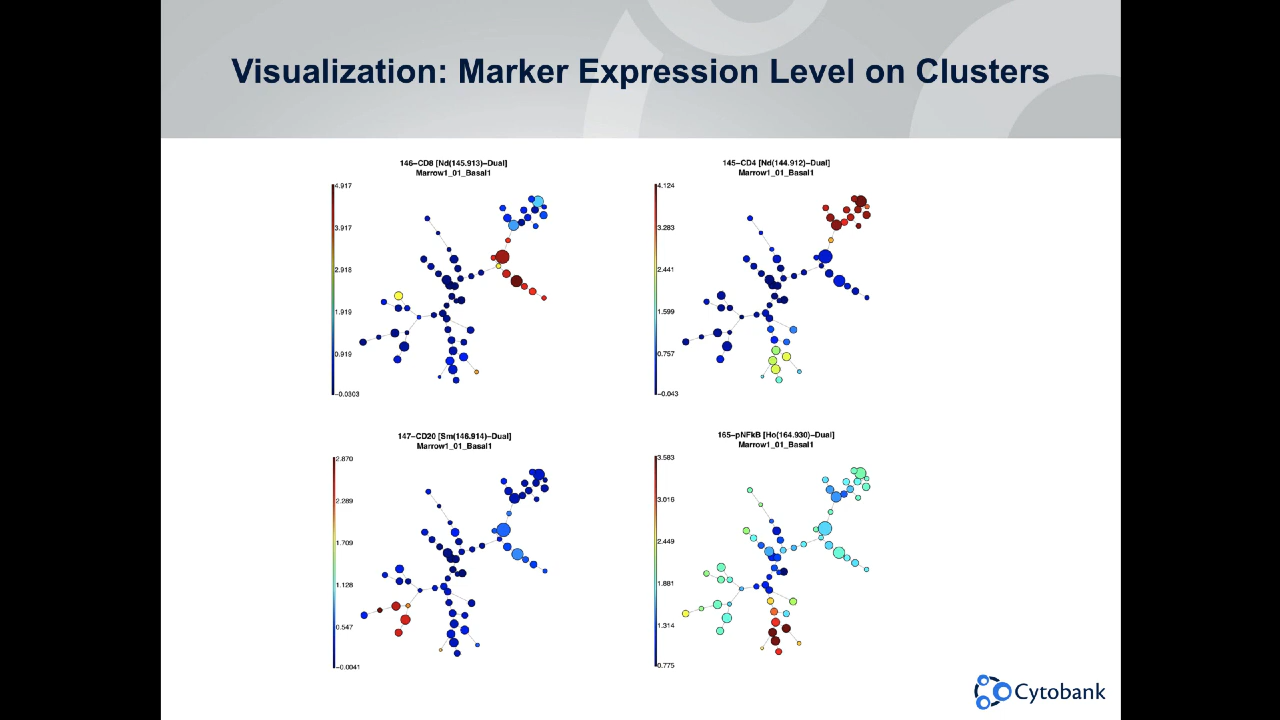 Visualization: Marker Expression Level on Clusters
146–CD8 [Nd(145.913)–Dual]
Marrow1_01_Basal1
4.917
3.917
2.918
1.919
0.919
−0.0303
145–CD4 [Nd(144.912)–Dual]
Marrow1_01_Basal1
4.124
3.283
2.441
1.599
0.757
−0.043
147–CD20 [Sm(146.914)–Dual]
Marrow1_01_Basal1
2.870
2.289
1.709
1.128
0.547
−0.0041
165–pNFkB [Ho(164.930)–Dual]
Marrow1_01_Basal1
3.583
3.016
2.449
1.881
1.314
0.775
Cytobank